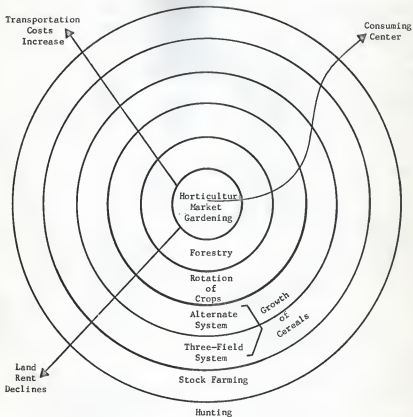 Transportation
Costs
Increase
Consuming
Center
Horticultur
Market
Gardening
Forestry
Rotation
of
Crops
Alternate
System
Three-Field
System
Growth
of
Cereals
Stock Farming
Hunting
Land
Rent
Declines